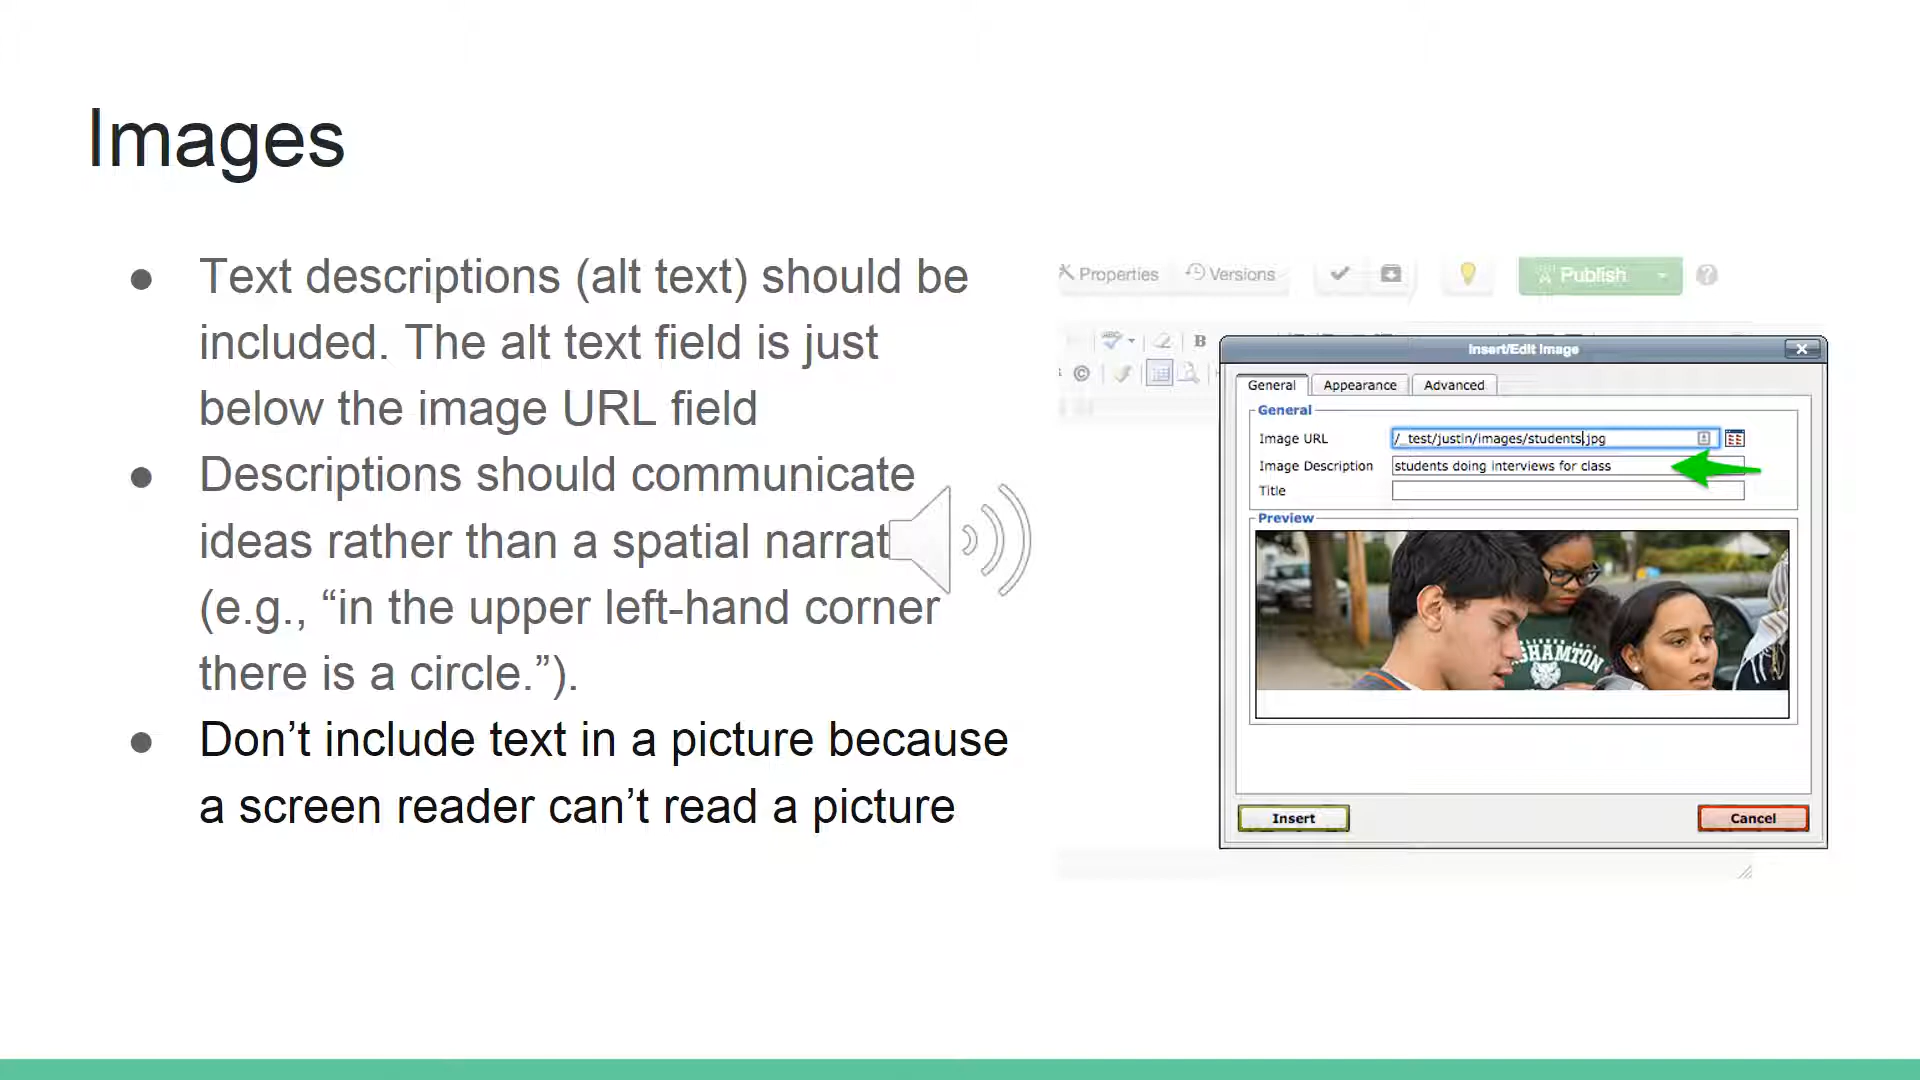 Images
● Text descriptions (alt text) should be
included. The alt text field is just
below the image URL field
● Descriptions should communicate
ideas rather than a spatial narrat
(e.g., “in the upper left-hand corner
there is a circle.”).
● Don’t include text in a picture because
a screen reader can’t read a picture
Properties Versions Publish
B
Insert/Edit Image
General Appearance Advanced
General
Image URL /_test/justin/images/students.jpg
Image Description students doing interviews for class
Title
Preview
GHAMTON
Insert Cancel